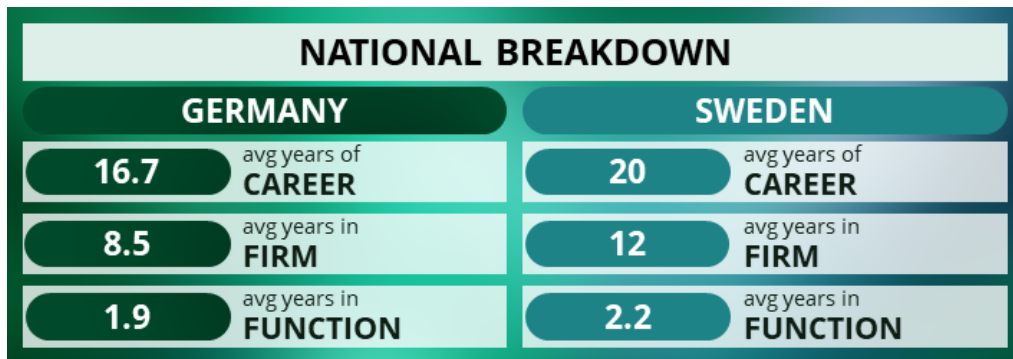 NATIONAL BREAKDOWN
GERMANY
16.7
avg years of
CAREER
8.5
avg years in
FIRM
1.9
avg years in
FUNCTION
SWEDEN
20
avg years of
CAREER
12
avg years in
FIRM
2.2
avg years in
FUNCTION